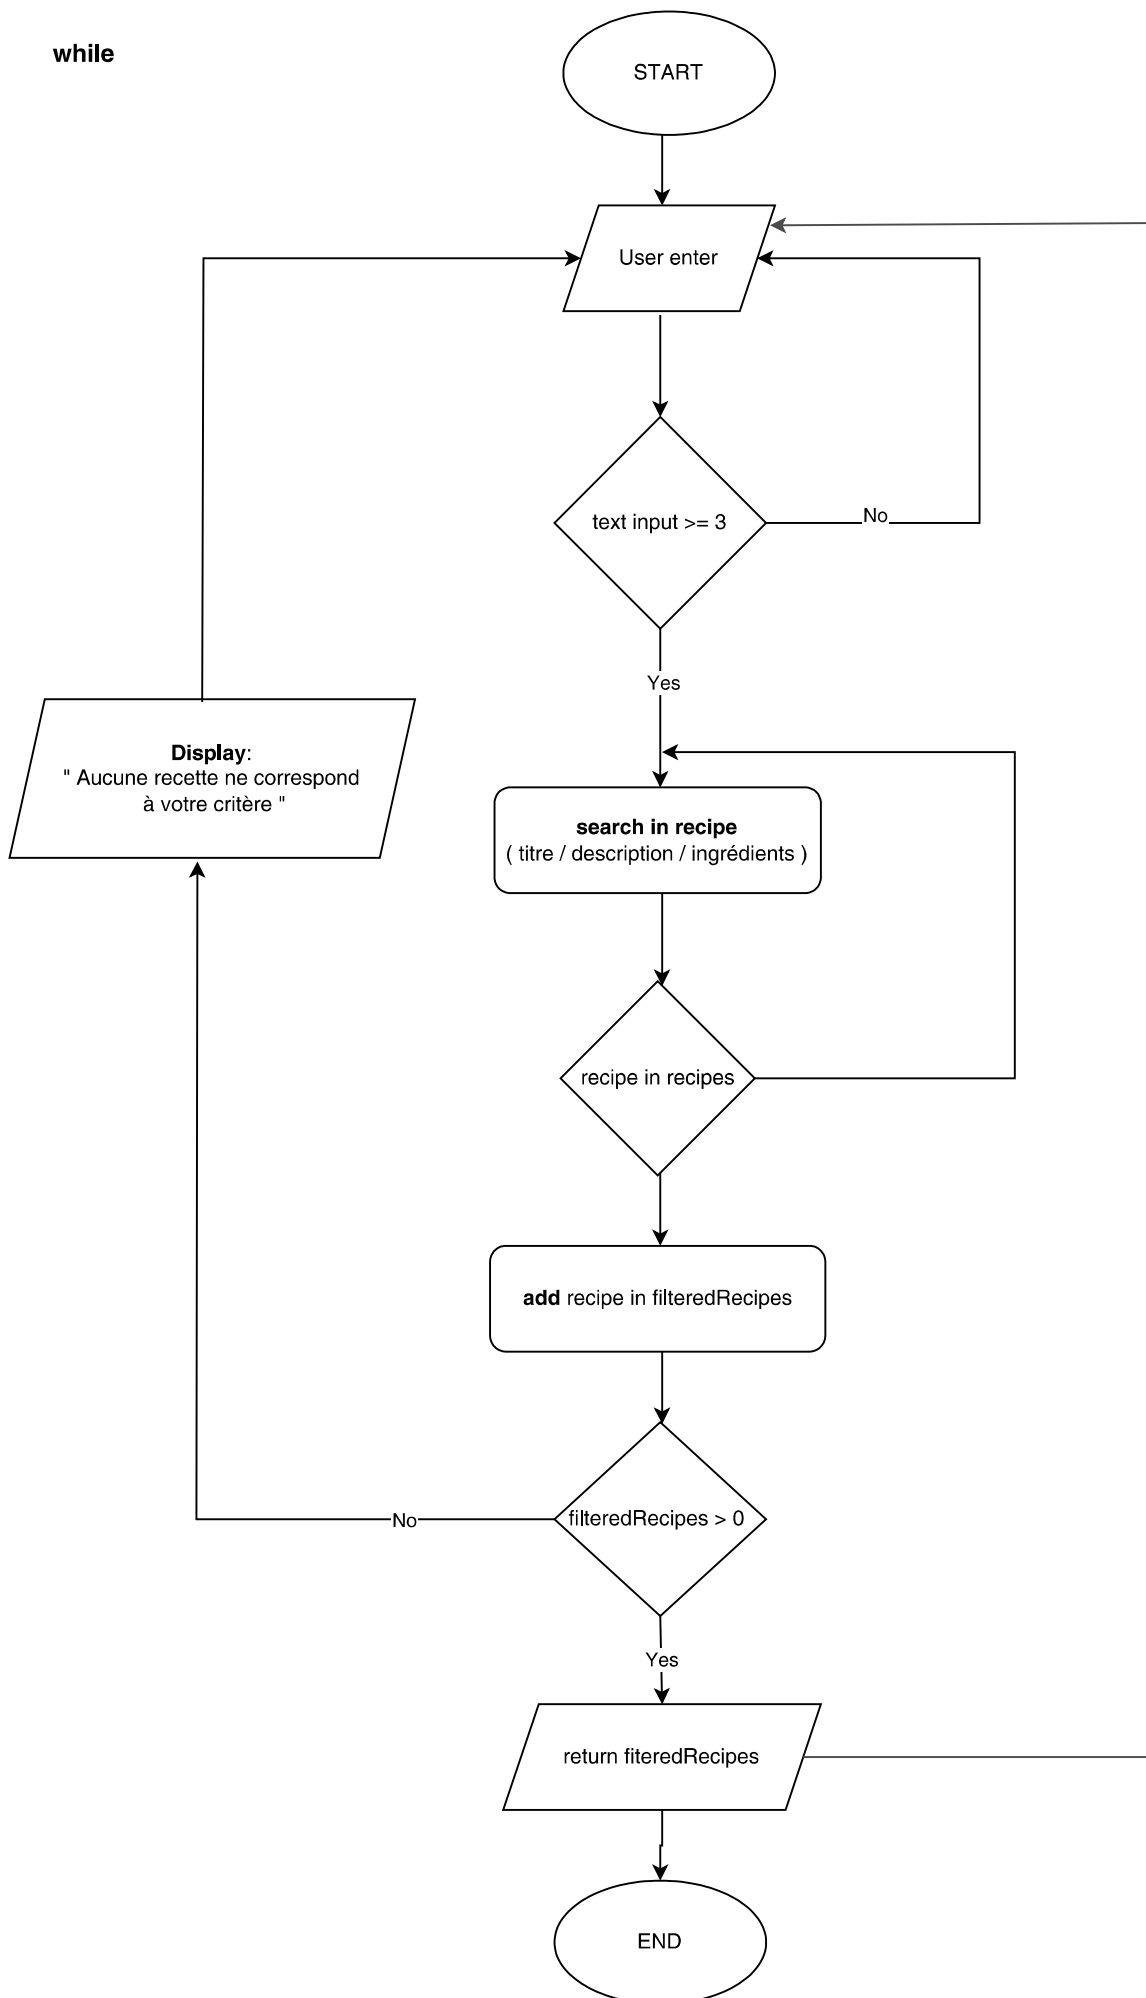 while
START
User enter
text input >= 3
No
Yes
Display:
" Aucune recette ne correspond
à votre critère "
search in recipe
( titre / description / ingrédients )
recipe in recipes
add recipe in filteredRecipes
filteredRecipes > 0
No
Yes
return fiteredRecipes
END